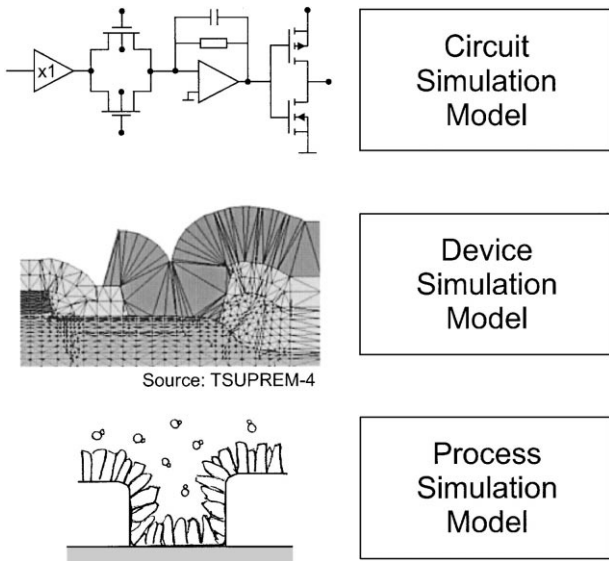 x1
Circuit
Simulation
Model
Device
Simulation
Model
Source: TSUPREM-4
Process
Simulation
Model